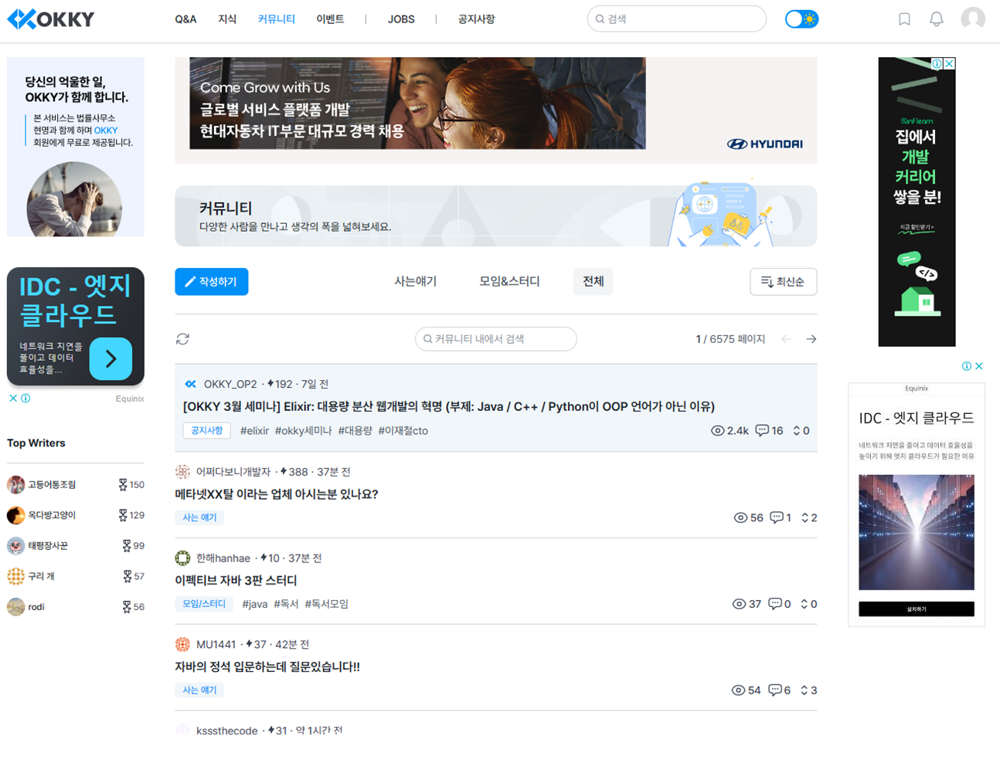 OKKY
Q&A 지식 커뮤니티 이벤트 | JOBS | 공지사항
검색
당신의 억울한 일,
OKKY가 함께 합니다.
본 서비스는 법률사무소
현명과 함께 하며 OKKY
회원에게 무료로 제공됩니다.
IDC - 엣지
클라우드
네트워크 지연을
줄이고 데이터
효율성을...
Equinix
Top Writers
고등어통조림 150
옥다방고양이 129
태평장사꾼 99
구리 개 57
rodi 56
Come Grow with Us
글로벌 서비스 플랫폼 개발
현대자동차 IT부문 대규모 경력 채용
HYUNDAI
커뮤니티
다양한 사람을 만나고 생각의 폭을 넓혀보세요.
작성하기 사는얘기 모임&스터디 전체 최신순
커뮤니티 내에서 검색 1 / 6575 페이지
OKKY_OP2 · 192 · 7일 전
[OKKY 3월 세미나] Elixir: 대용량 분산 웹개발의 혁명 (부제: Java / C++ / Python이 OOP 언어가 아닌 이유)
공지사항 #elixir #okky세미나 #대용량 #이재철cto 2.4k 16 0
어쩌다보니개발자 · 388 · 37분 전
메타넷XX탈 이라는 업체 아시는분 있나요?
사는 얘기 56 1 2
한해hanhae · 10 · 37분 전
이펙티브 자바 3판 스터디
모임/스터디 #java #독서 #독서모임 37 0 0
MU1441 · 37 · 42분 전
자바의 정석 입문하는데 질문있습니다!!
사는 얘기 54 6 3
ksssthecode · 31 · 약 1시간 전
inflearn
집에서
개발
커리어
쌓을 분!
지금 할인받기 >
</>
Equinix
IDC - 엣지 클라우드
네트워크 지연을 줄이고 데이터 효율성을
높이기 위해 엣지 클라우드가 필요한 이유
설치하기